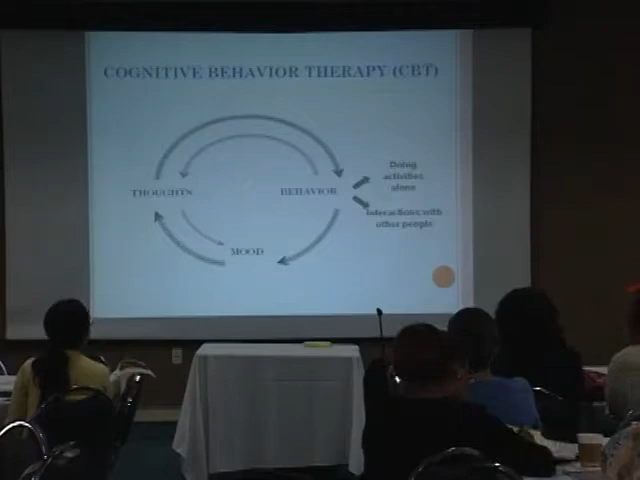 COGNITIVE BEHAVIOR THERAPY (CBT)
THOUGHTS
BEHAVIOR
Doing
activities
alone
Interactions with
other people
MOOD